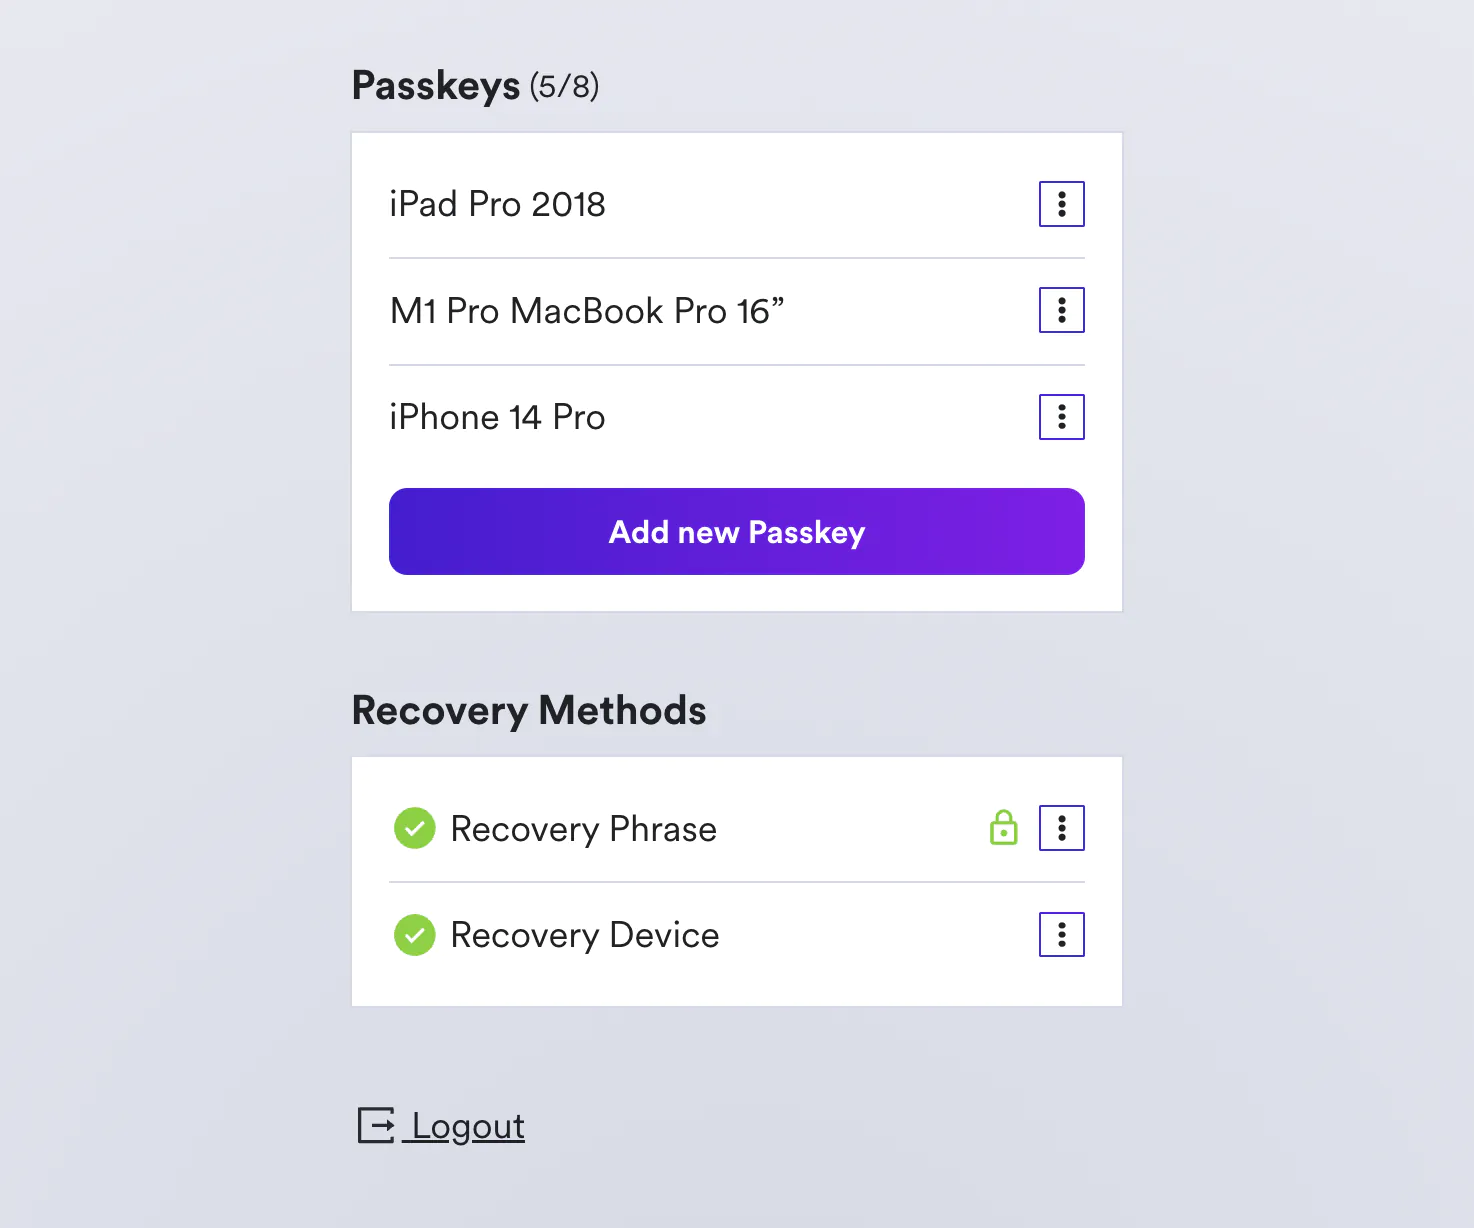 Passkeys (5/8)
iPad Pro 2018
M1 Pro MacBook Pro 16”
iPhone 14 Pro
Add new Passkey
Recovery Methods
Recovery Phrase
Recovery Device
Logout